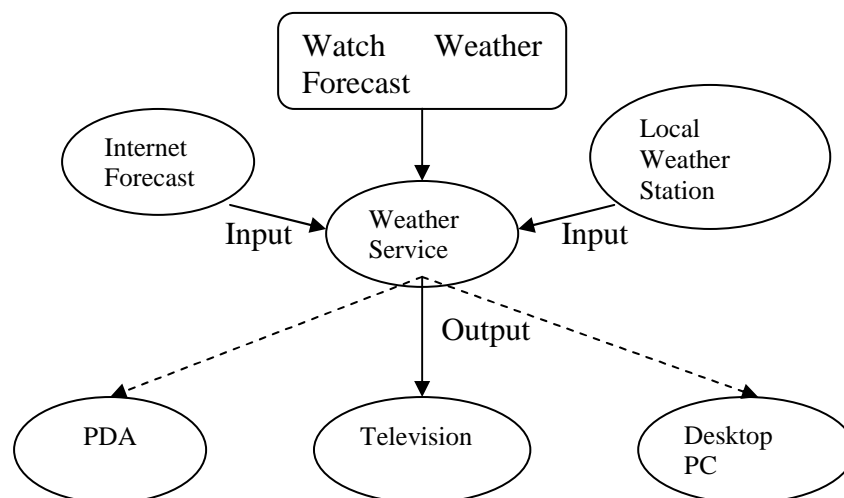 Watch Weather
Forecast
Internet
Forecast
Local
Weather
Station
Weather
Service
Input
Input
Output
PDA
Television
Desktop
PC